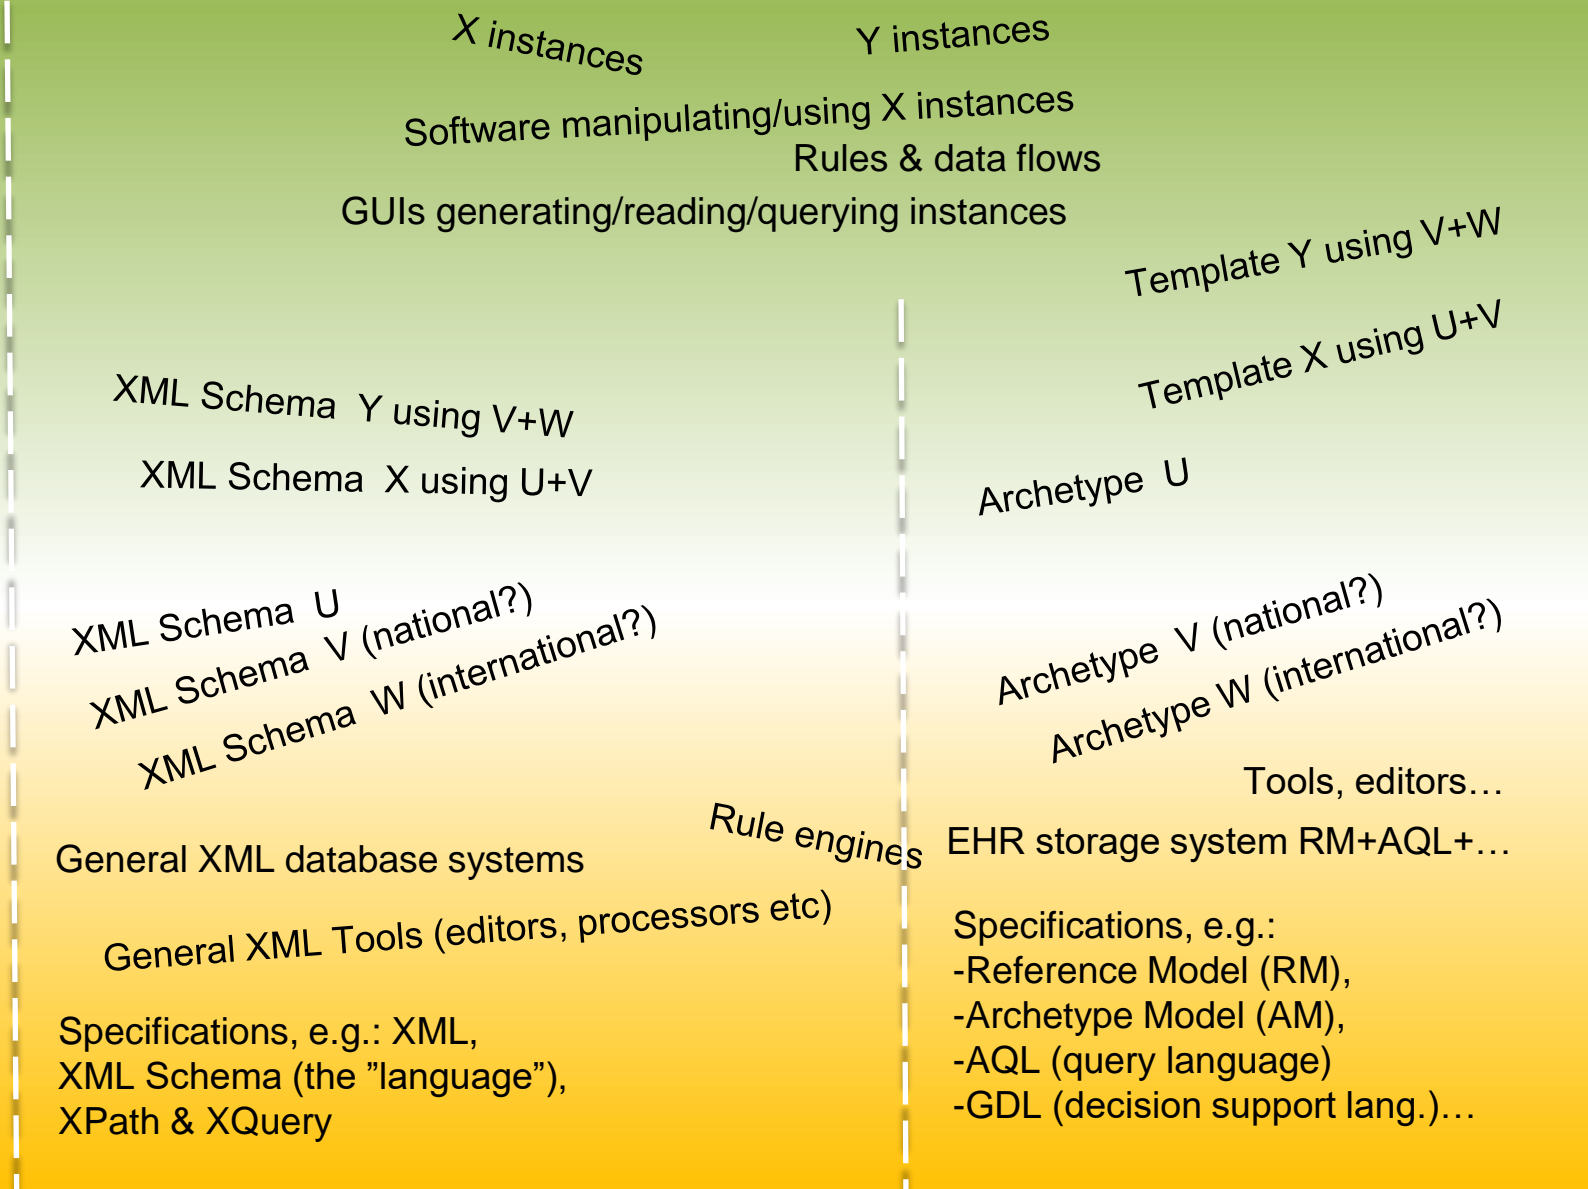 X instances
Y instances
Software manipulating/using X instances
Rules & data flows
GUIs generating/reading/querying instances
Template Y using V+W
Template X using U+V
XML Schema  Y using V+W
XML Schema  X using U+V
Archetype  U
XML Schema  U
XML Schema  V (national?)
XML Schema  W (international?)
Archetype  V (national?)
Archetype W (international?)
Tools, editors…
Rule engines
EHR storage system RM+AQL+…
General XML database systems
General XML Tools (editors, processors etc)
Specifications, e.g.: XML,
XML Schema (the ”language”),
XPath & XQuery
Specifications, e.g.:
-Reference Model (RM),
-Archetype Model (AM),
-AQL (query language)
-GDL (decision support lang.)…